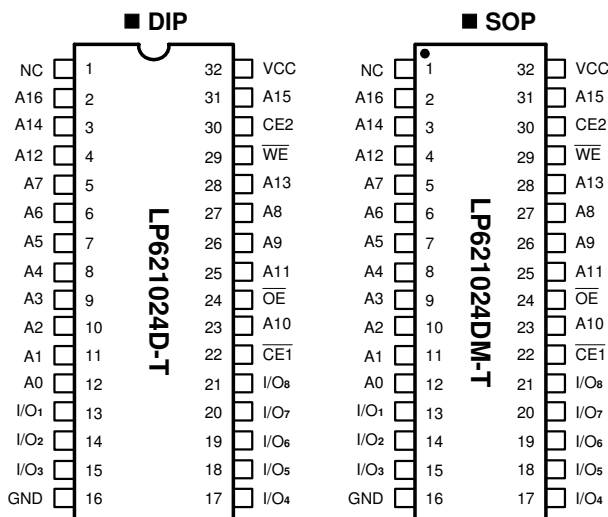 ■ DIP
NC 1 32 VCC
A16 2 31 A15
A14 3 30 CE2
A12 4 29 WE
A7 5 28 A13
A6 6 27 A8
A5 7 26 A9
A4 8 25 A11
A3 9 24 OE
A2 10 23 A10
A1 11 22 CE1
A0 12 21 I/O8
I/O1 13 20 I/O7
I/O2 14 19 I/O6
I/O3 15 18 I/O5
GND 16 17 I/O4
LP621024D-T
■ SOP
NC 1 32 VCC
A16 2 31 A15
A14 3 30 CE2
A12 4 29 WE
A7 5 28 A13
A6 6 27 A8
A5 7 26 A9
A4 8 25 A11
A3 9 24 OE
A2 10 23 A10
A1 11 22 CE1
A0 12 21 I/O8
I/O1 13 20 I/O7
I/O2 14 19 I/O6
I/O3 15 18 I/O5
GND 16 17 I/O4
LP621024DM-T